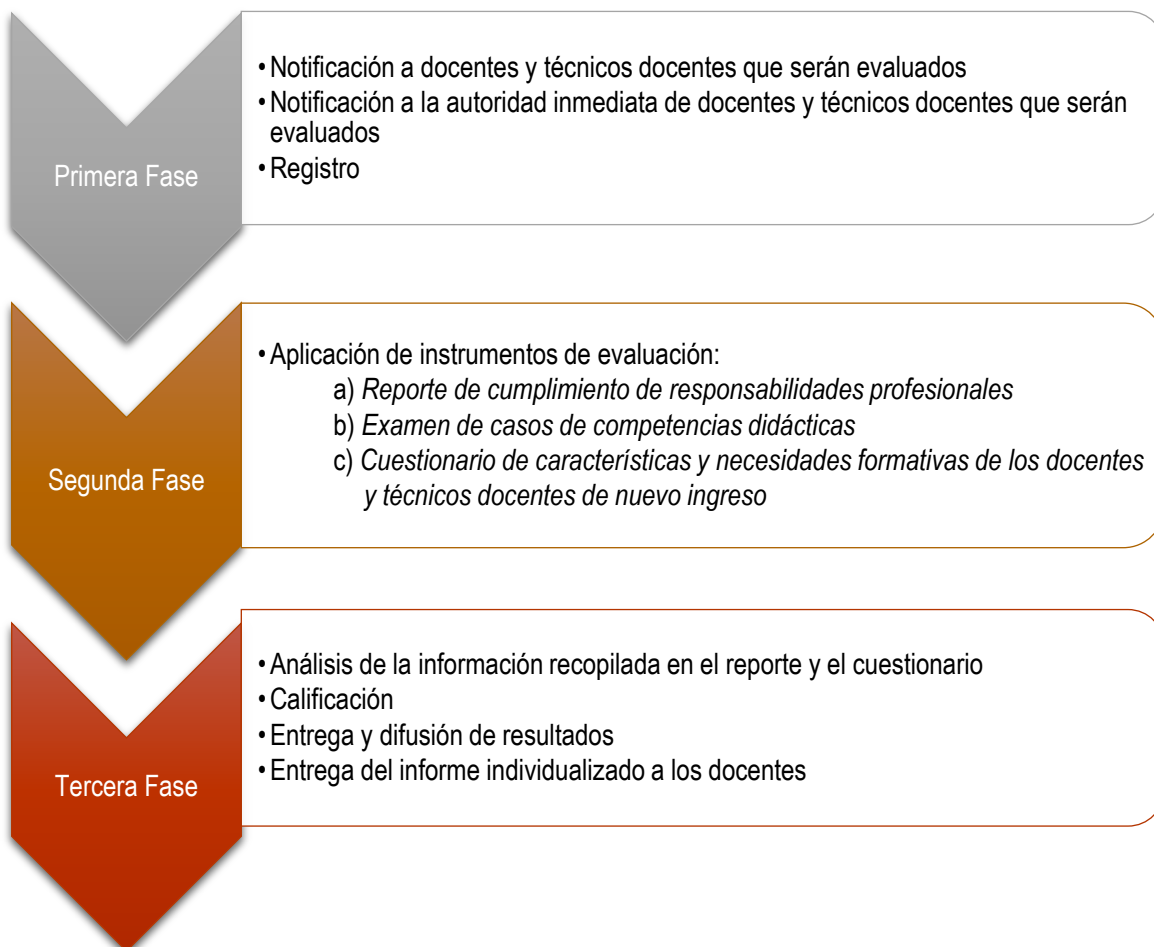 Primera Fase
• Notificación a docentes y técnicos docentes que serán evaluados
• Notificación a la autoridad inmediata de docentes y técnicos docentes que serán
evaluados
• Registro
Segunda Fase
• Aplicación de instrumentos de evaluación:
a) Reporte de cumplimiento de responsabilidades profesionales
b) Examen de casos de competencias didácticas
c) Cuestionario de características y necesidades formativas de los docentes
y técnicos docentes de nuevo ingreso
Tercera Fase
• Análisis de la información recopilada en el reporte y el cuestionario
• Calificación
• Entrega y difusión de resultados
• Entrega del informe individualizado a los docentes